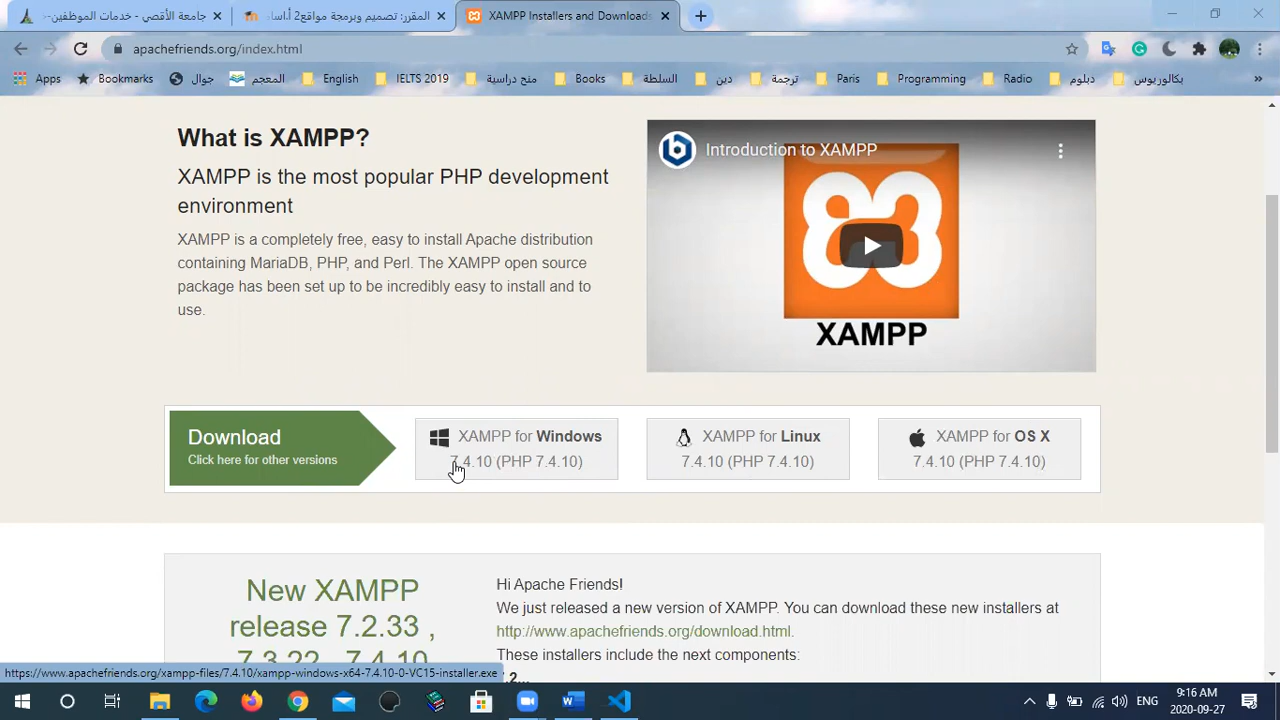 جامعة الأقصي - خدمات الموظفين-
المقرر: تصميم وبرمجة مواقع2 أ.اسا
XAMPP Installers and Downloads
apachefriends.org/index.html
Apps
Bookmarks
جوال
المعجم
English
IELTS 2019
منح دراسية
Books
السلطة
دين
ترجمة
Paris
Programming
Radio
دبلوم
بكالوريوس
What is XAMPP?
XAMPP is the most popular PHP development
environment
XAMPP is a completely free, easy to install Apache distribution
containing MariaDB, PHP, and Perl. The XAMPP open source
package has been set up to be incredibly easy to install and to
use.
Introduction to XAMPP
XAMPP
Download
Click here for other versions
XAMPP for Windows
7.4.10 (PHP 7.4.10)
XAMPP for Linux
7.4.10 (PHP 7.4.10)
XAMPP for OS X
7.4.10 (PHP 7.4.10)
New XAMPP
release 7.2.33 ,
7.3.22 , 7.4.10
Hi Apache Friends!
We just released a new version of XAMPP. You can download these new installers at
http://www.apachefriends.org/download.html.
These installers include the next components:
https://www.apachefriends.org/xampp-files/7.4.10/xampp-windows-x64-7.4.10-0-VC15-installer.exe
ENG
9:16 AM
2020-09-27